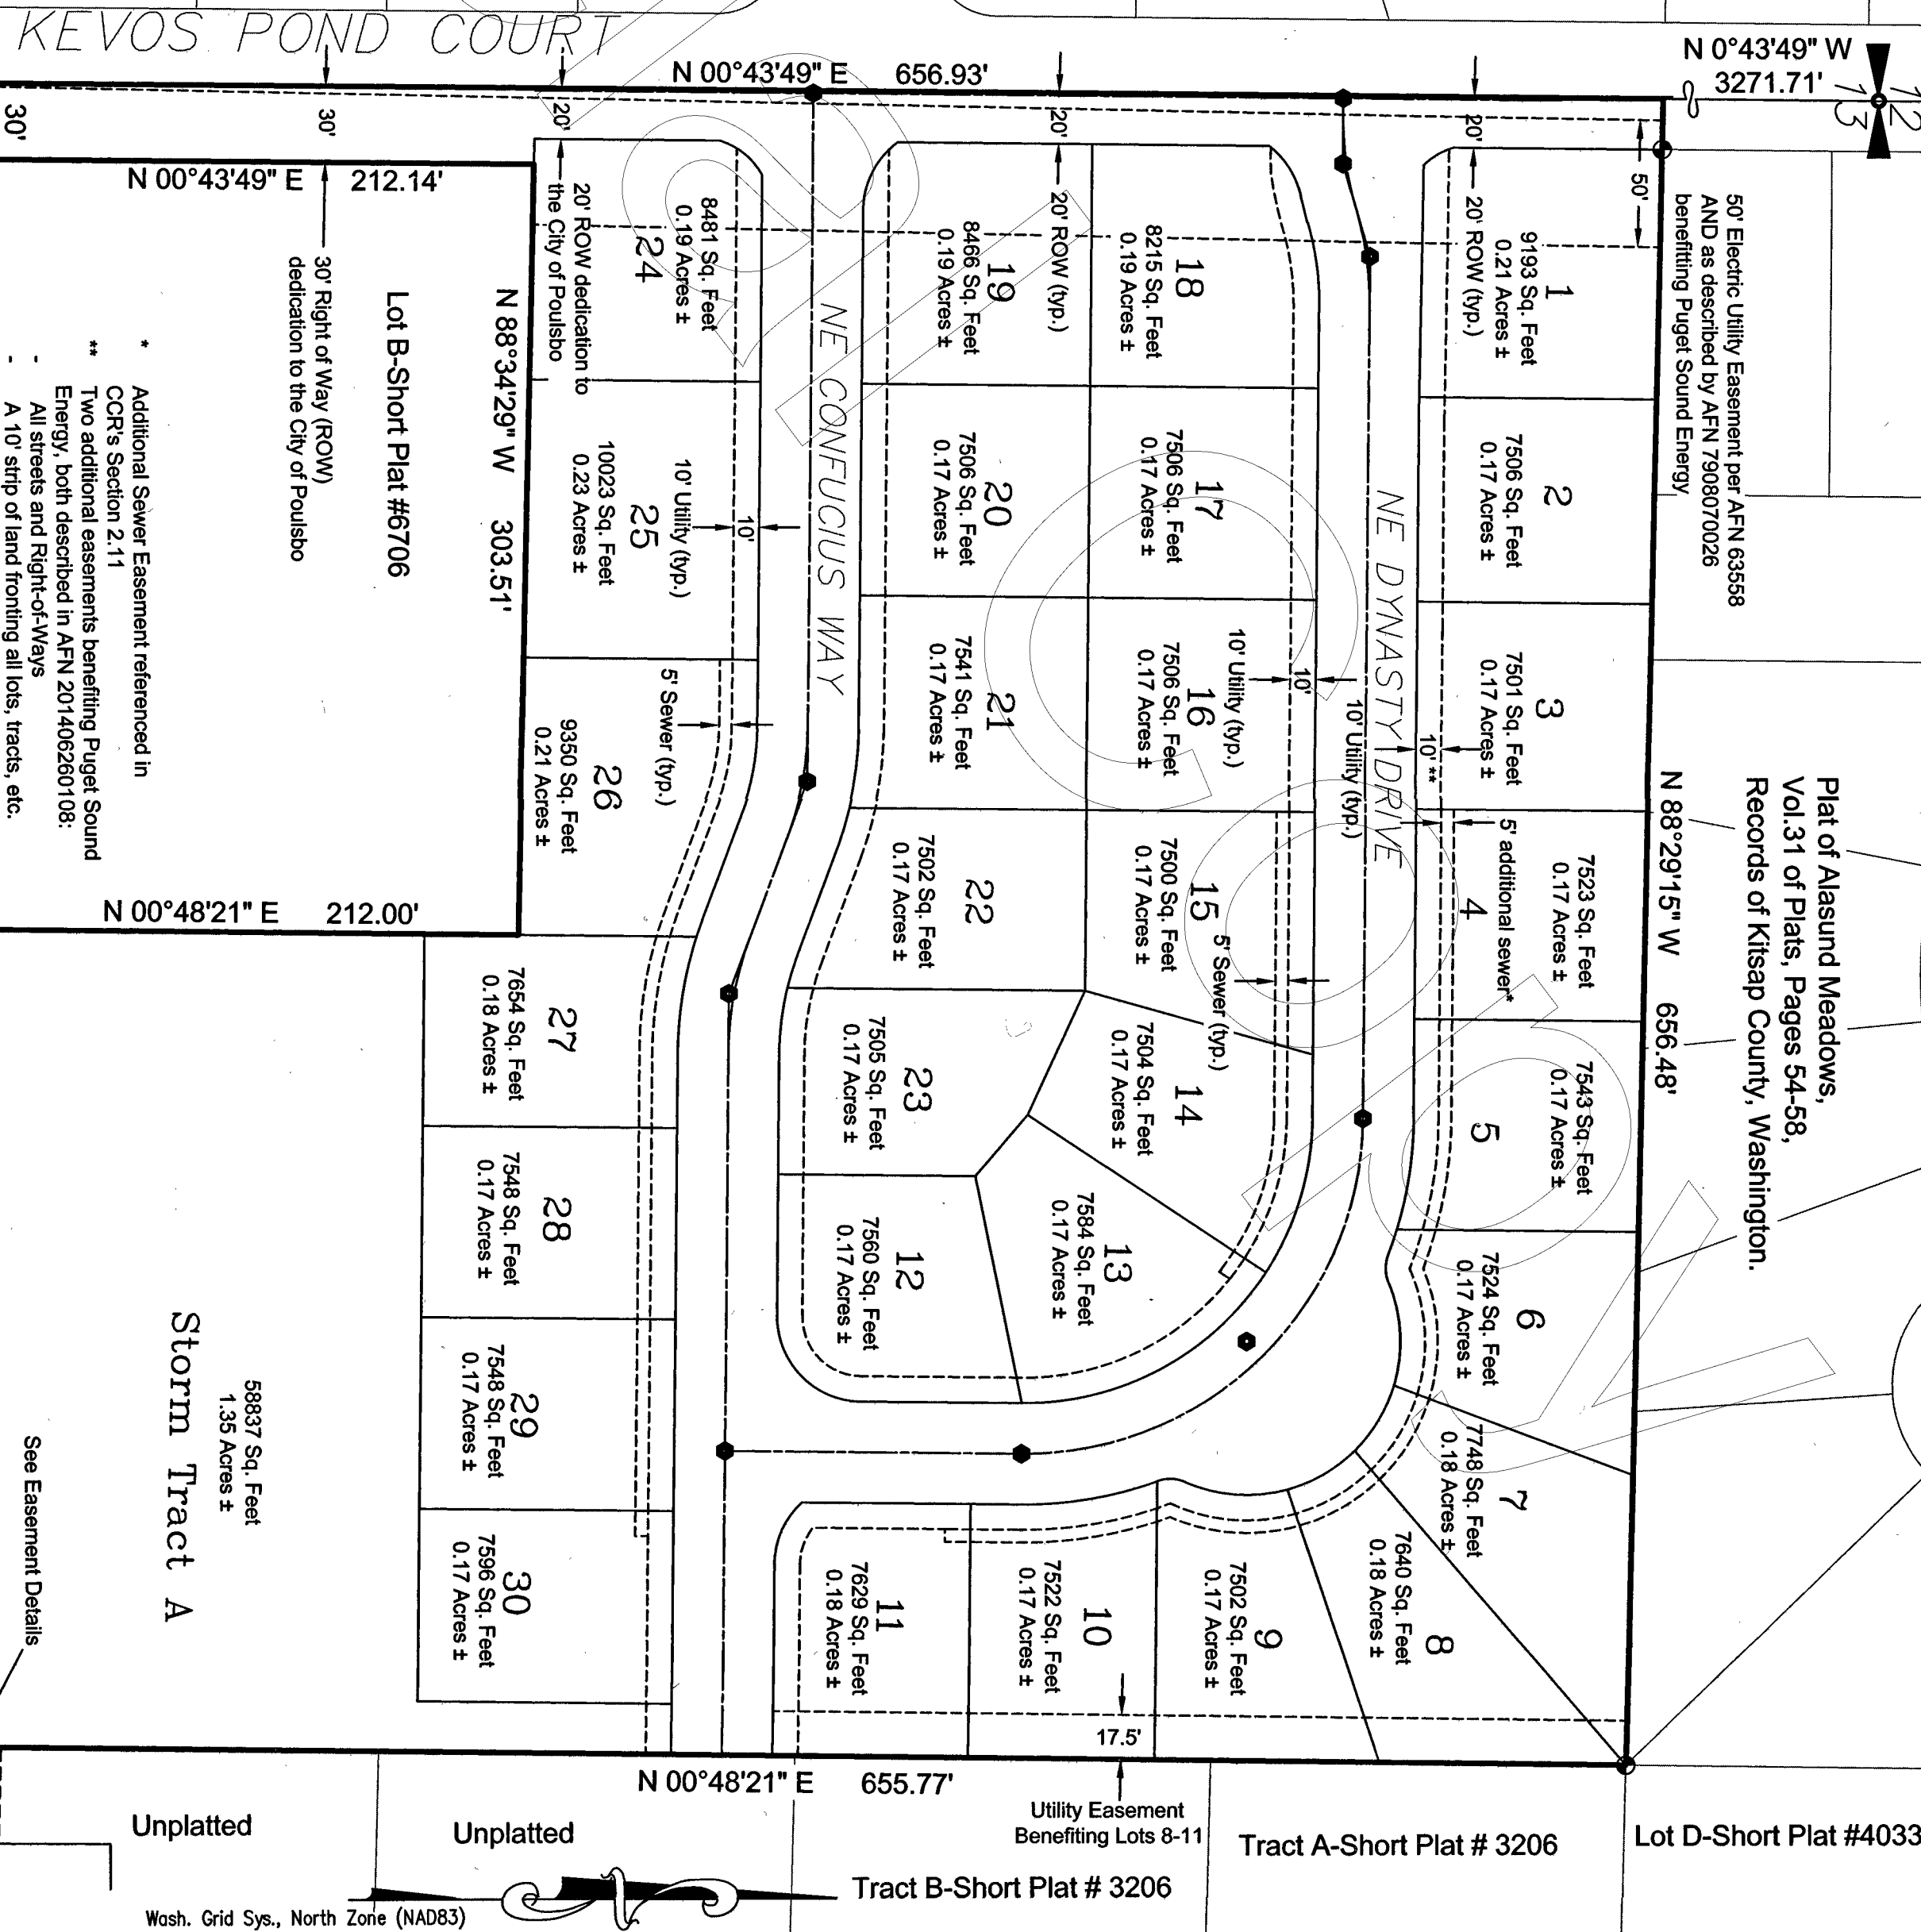 KEVOS POND COURT
N 00°43'49" E 656.93'
N 0°43'49" W
3271.71'
12
13
30'
30'
20'
20'
20'
50'
N 00°43'49" E 212.14'
30' Right of Way (ROW)
dedication to the City of Poulsbo
20' ROW dedication to
the City of Poulsbo
20' ROW (typ.)
20' ROW (typ.)
50' Electric Utility Easement per AFN 63558
AND as described by AFN 7908070026
benefitting Puget Sound Energy
Plat of Alasund Meadows,
Vol.31 of Plats, Pages 54-58,
Records of Kitsap County, Washington.
N 88°29'15" W 656.48'
1
9193 Sq. Feet
0.21 Acres ±
2
7506 Sq. Feet
0.17 Acres ±
3
7501 Sq. Feet
0.17 Acres ±
10' **
7523 Sq. Feet
0.17 Acres ±
5' additional sewer*
4
7543 Sq. Feet
0.17 Acres ±
5
6
7524 Sq. Feet
0.17 Acres ±
7
7748 Sq. Feet
0.18 Acres ±
8
7640 Sq. Feet
0.18 Acres ±
9
7502 Sq. Feet
0.17 Acres ±
10
7522 Sq. Feet
0.17 Acres ±
11
7629 Sq. Feet
0.18 Acres ±
17.5'
NE DYNASTY DRIVE
10' Utility (typ.)
18
8215 Sq. Feet
0.19 Acres ±
17
7506 Sq. Feet
0.17 Acres ±
10' Utility (typ.)
10'
16
7506 Sq. Feet
0.17 Acres ±
5' Sewer (typ.)
15
7500 Sq. Feet
0.17 Acres ±
14
7504 Sq. Feet
0.17 Acres ±
13
7584 Sq. Feet
0.17 Acres ±
12
7560 Sq. Feet
0.17 Acres ±
19
8466 Sq. Feet
0.19 Acres ±
20
7506 Sq. Feet
0.17 Acres ±
21
7541 Sq. Feet
0.17 Acres ±
22
7502 Sq. Feet
0.17 Acres ±
23
7505 Sq. Feet
0.17 Acres ±
NE CONFUCIUS WAY
8481 Sq. Feet
0.19 Acres ±
24
10' Utility (typ.)
10'
25
10023 Sq. Feet
0.23 Acres ±
5' Sewer (typ.)
26
9350 Sq. Feet
0.21 Acres ±
27
7654 Sq. Feet
0.18 Acres ±
28
7548 Sq. Feet
0.17 Acres ±
29
7548 Sq. Feet
0.17 Acres ±
30
7596 Sq. Feet
0.17 Acres ±
N 88°34'29" W 303.51'
Lot B-Short Plat #6706
* Additional Sewer Easement referenced in
CCR's Section 2.11
** Two additional easements benefiting Puget Sound
Energy, both described in AFN 201406260108:
- All streets and Right-of-Ways
- A 10' strip of land fronting all lots, tracts, etc.
N 00°48'21" E 212.00'
58837 Sq. Feet
1.35 Acres ±
Storm Tract A
See Easement Details
N 00°48'21" E 655.77'
Utility Easement
Benefiting Lots 8-11
Unplatted
Unplatted
Tract B-Short Plat # 3206
Tract A-Short Plat # 3206
Lot D-Short Plat #4033
Wash. Grid Sys., North Zone (NAD83)